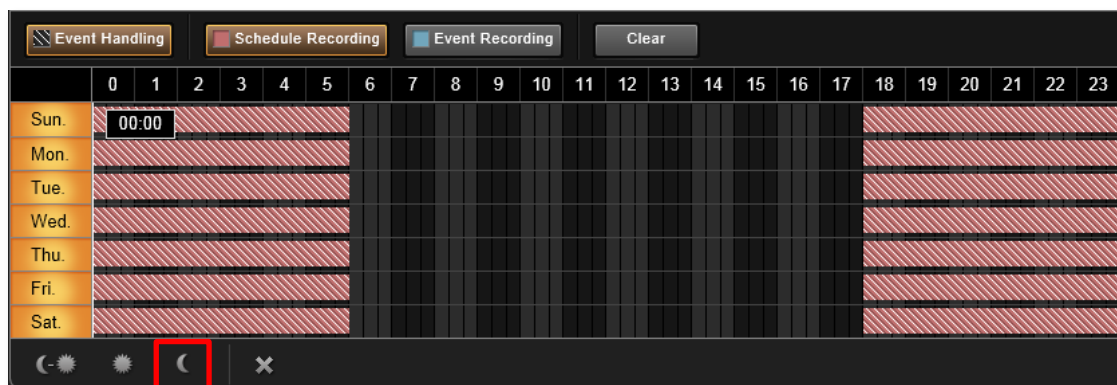 Event Handling Schedule Recording Event Recording Clear
0 1 2 3 4 5 6 7 8 9 10 11 12 13 14 15 16 17 18 19 20 21 22 23
Sun. 00:00
Mon.
Tue.
Wed.
Thu.
Fri.
Sat.